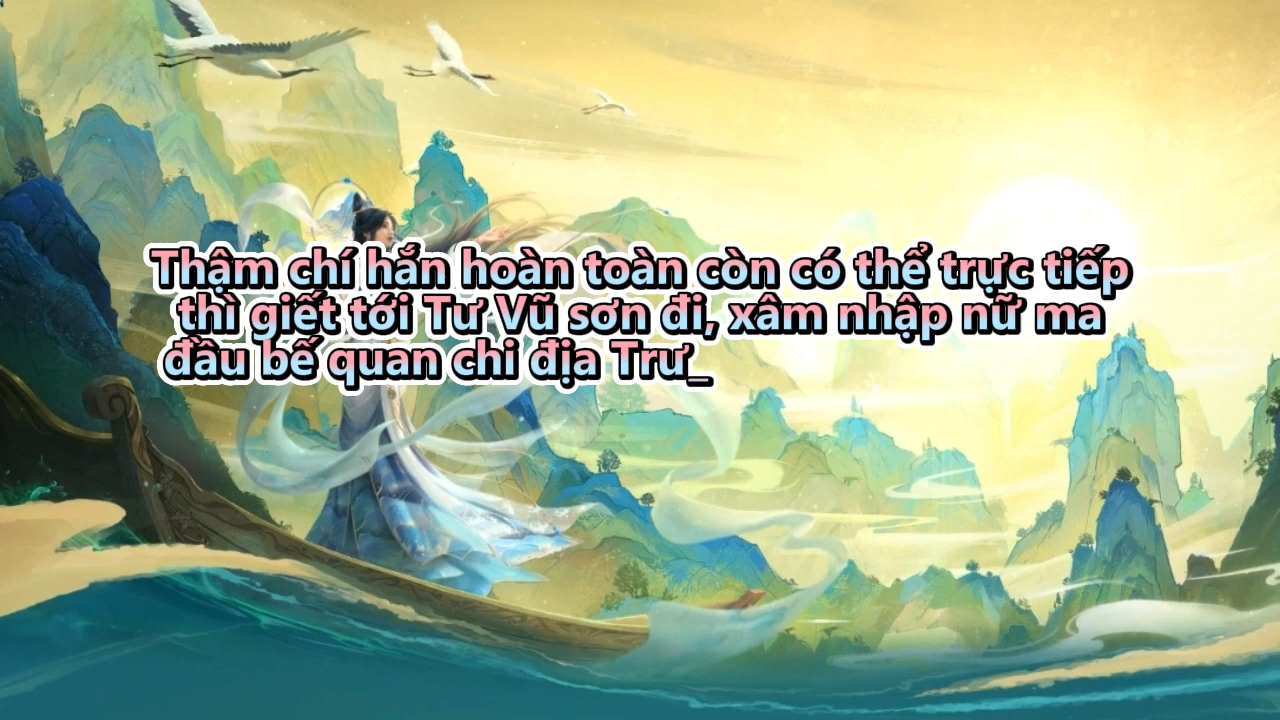 Thậm chí hắn hoàn toàn còn có thể trực tiếp
thì giết tới Tư Vũ sơn đi, xâm nhập nữ ma
đầu bế quan chi địa Trư_